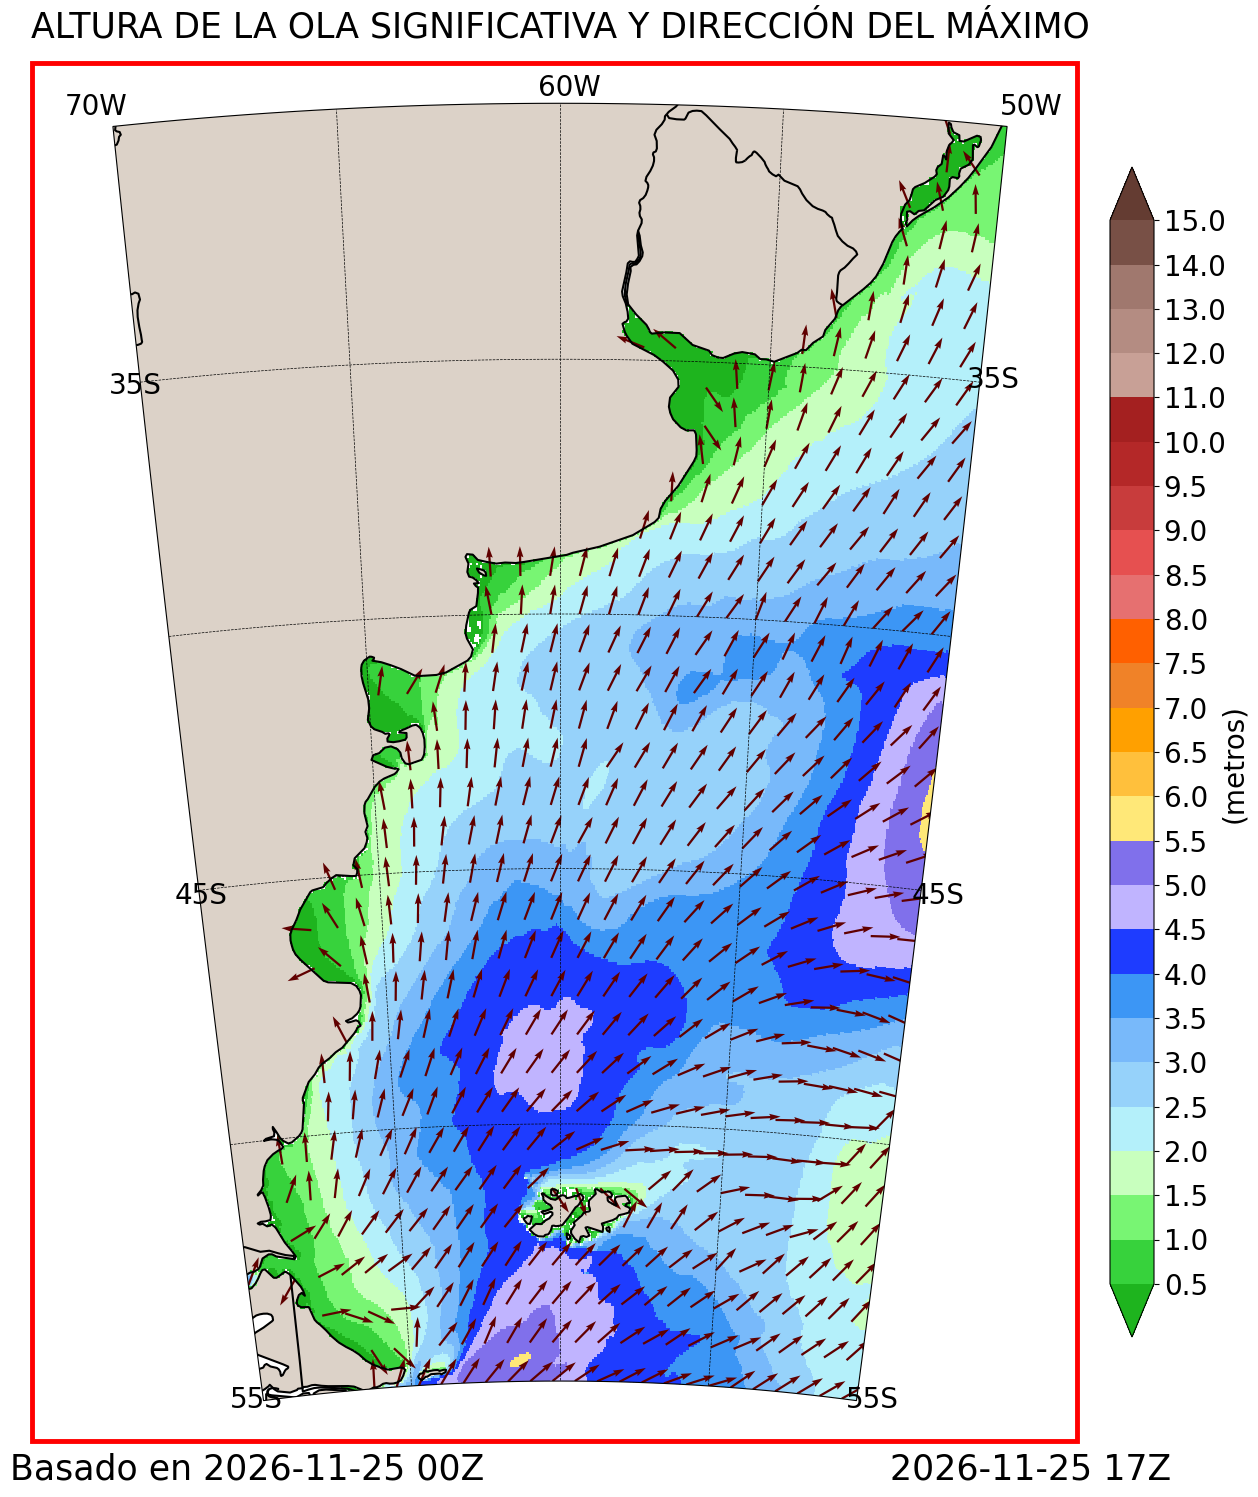 ALTURA DE LA OLA SIGNIFICATIVA Y DIRECCIÓN DEL MÁXIMO
70W
60W
50W
35S
35S
45S
45S
55S
55S
15.0
14.0
13.0
12.0
11.0
10.0
9.5
9.0
8.5
8.0
7.5
7.0
6.5
6.0
5.5
5.0
4.5
4.0
3.5
3.0
2.5
2.0
1.5
1.0
0.5
(metros)
Basado en 2026-11-25 00Z
2026-11-25 17Z